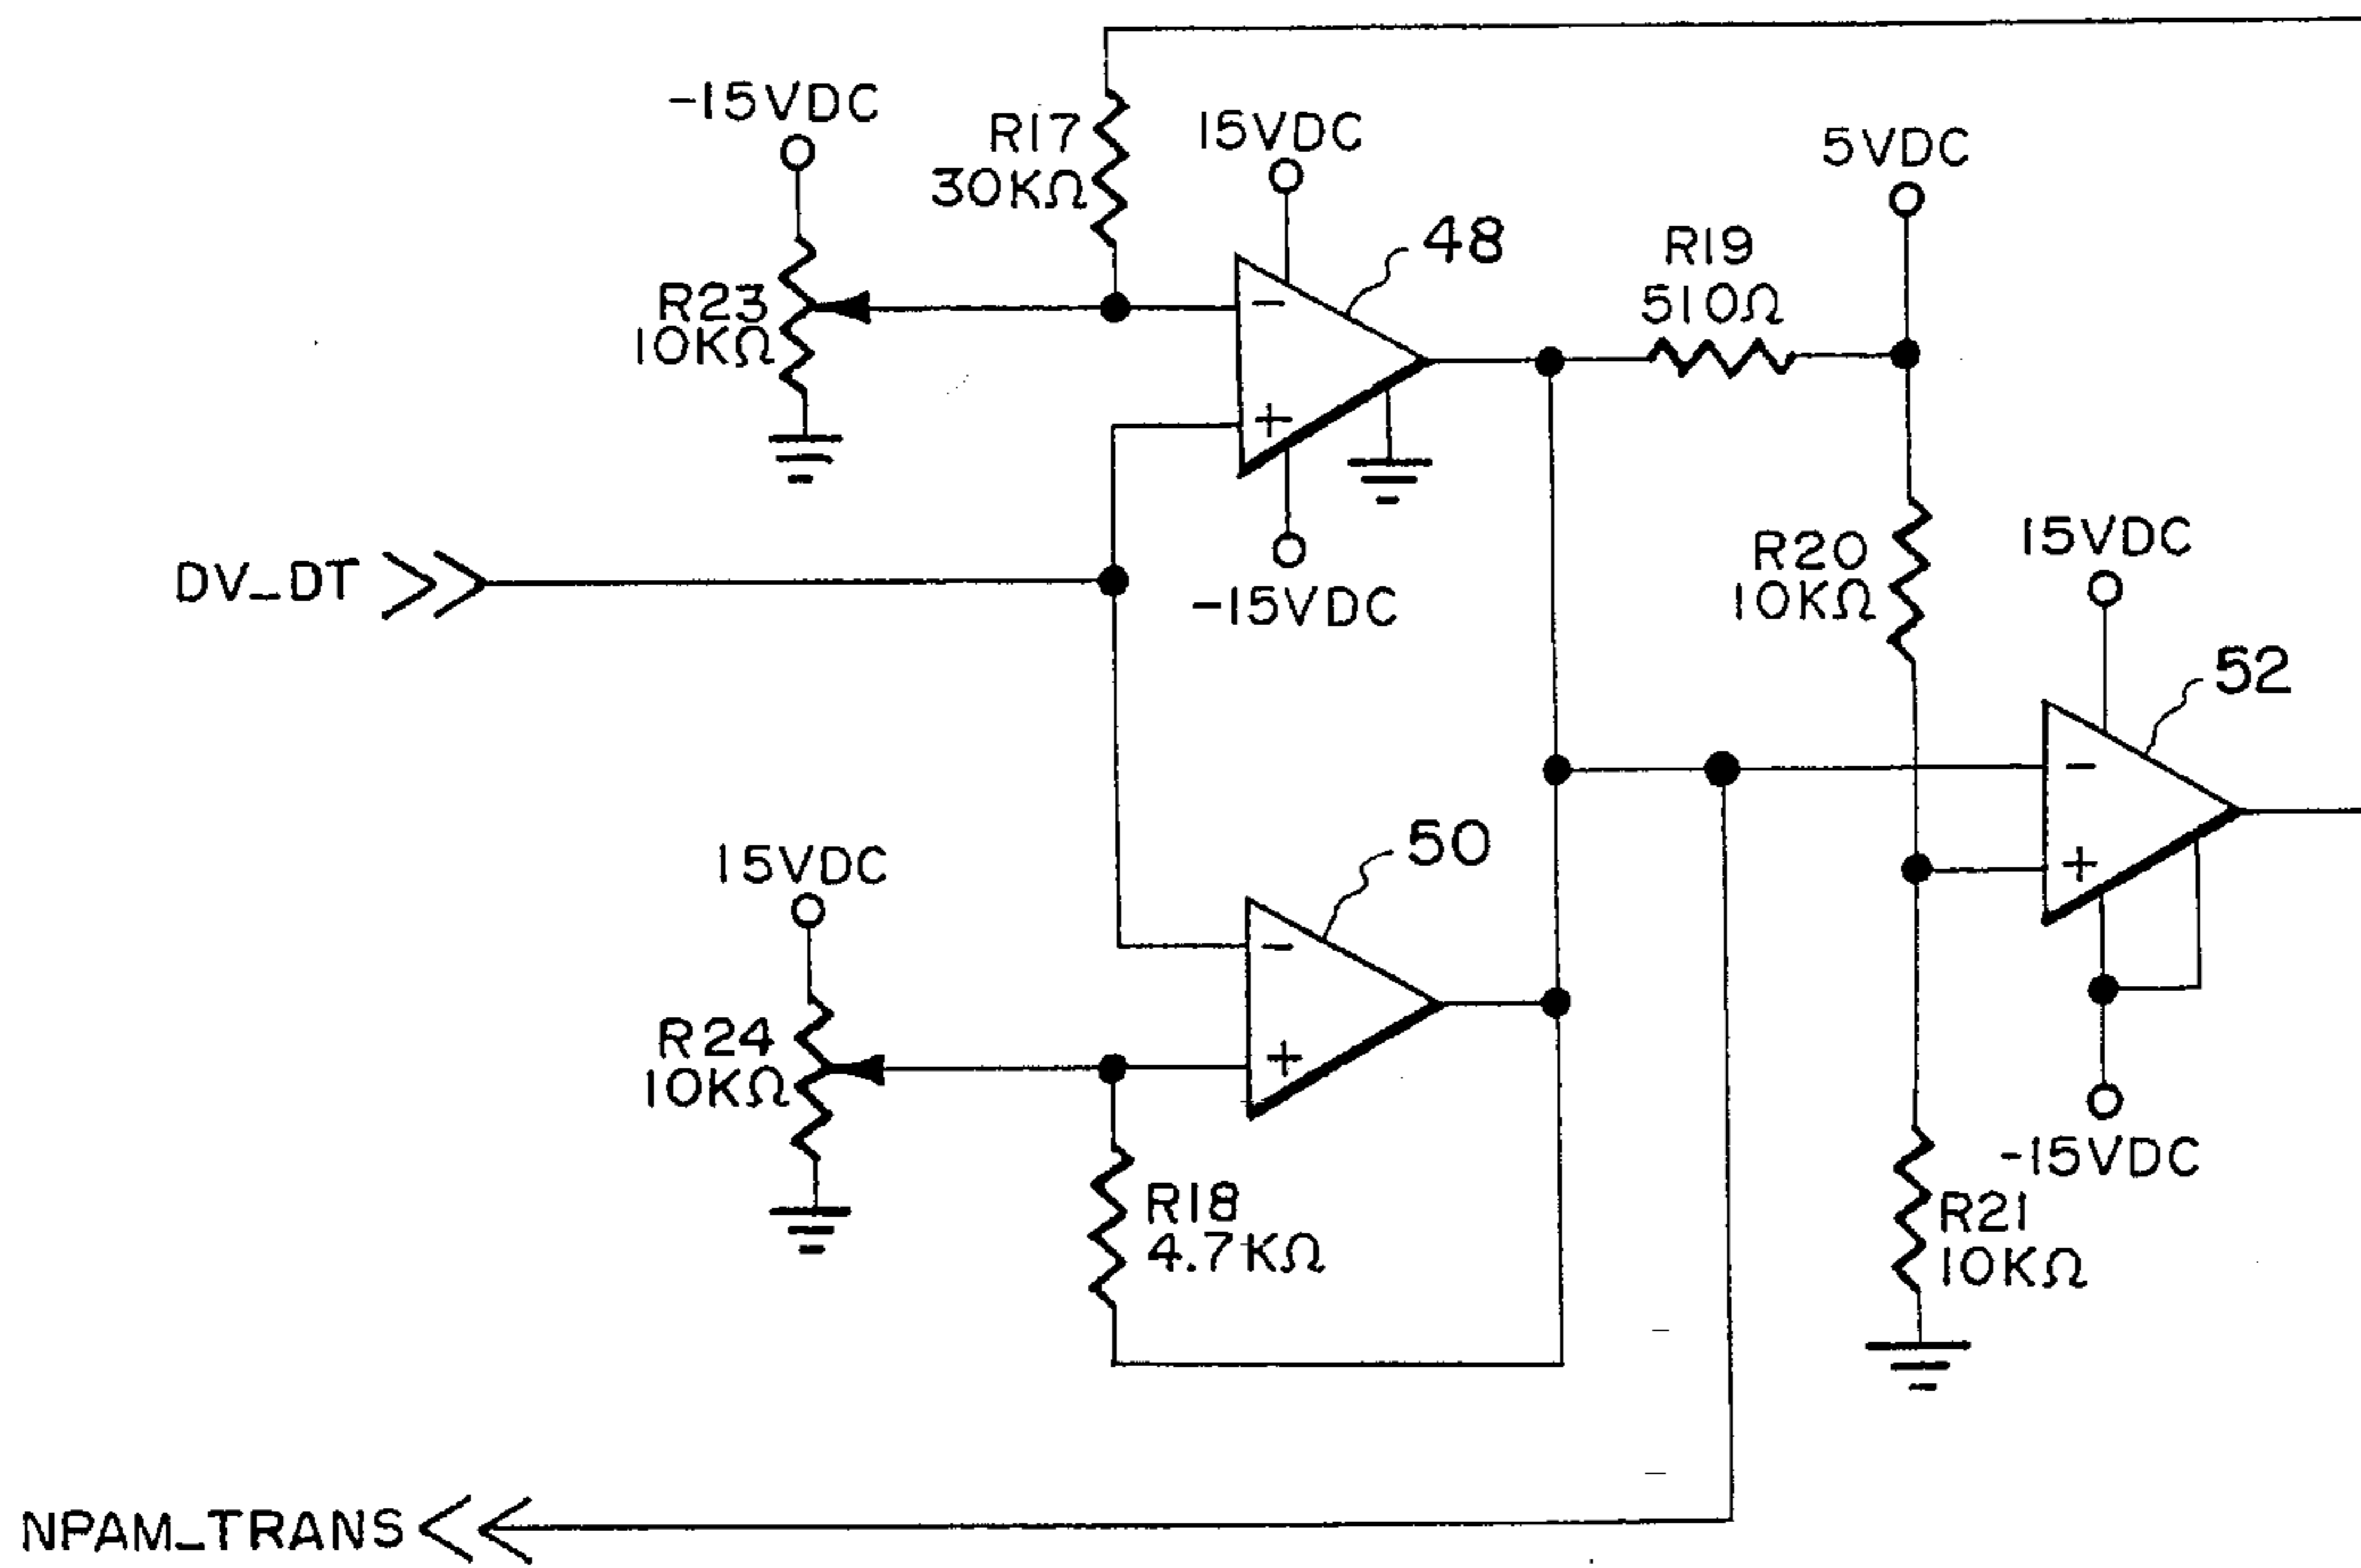 -15VDC
R17
30KΩ
15VDC
5VDC
48
R19
510Ω
R23
10KΩ
-
+
-15VDC
DV_DT
R20
10KΩ
15VDC
52
-
+
15VDC
50
-
+
R24
10KΩ
R18
4.7KΩ
-15VDC
R21
10KΩ
NPAM_TRANS